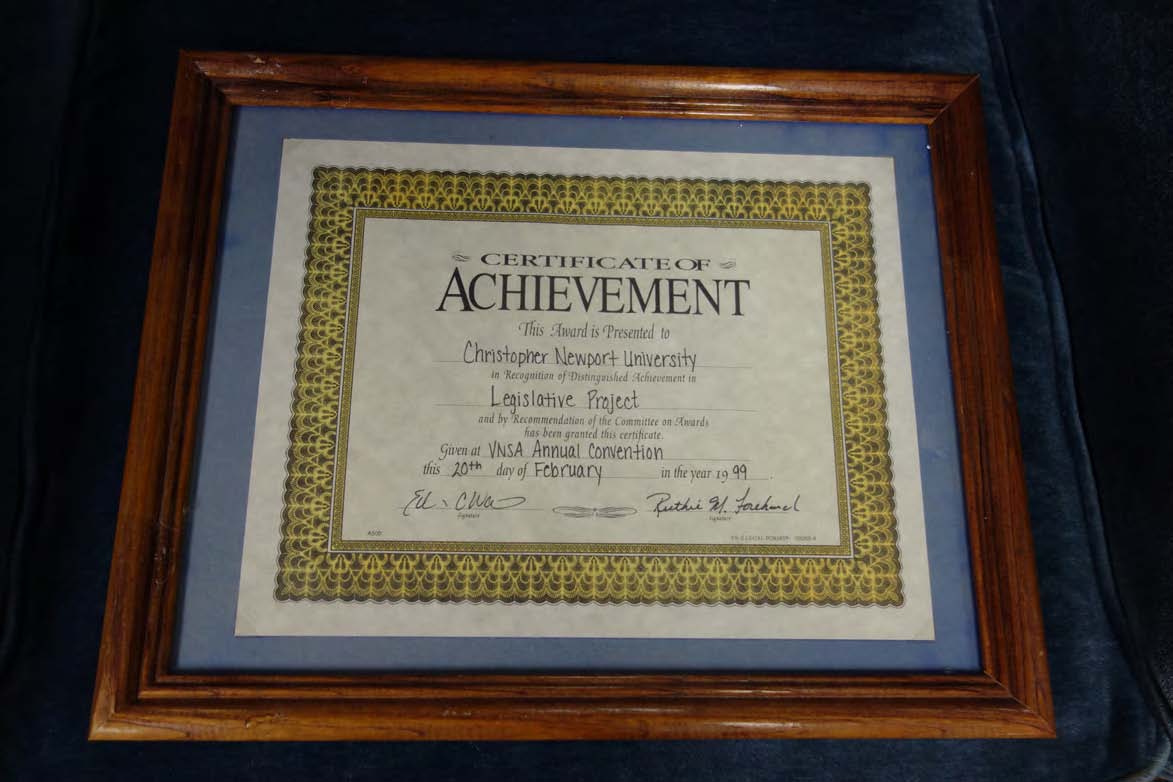 CERTIFICATE OF
ACHIEVEMENT
This Award is Presented to
Christopher Newport University
in Recognition of Distinguished Achievement in
Legislative Project
and by Recommendation of the Committee on Awards
has been granted this certificate.
Given at VNSA Annual Convention
this 20th day of February in the year 1999.
Ruthie M. Forehand
Signature Signature